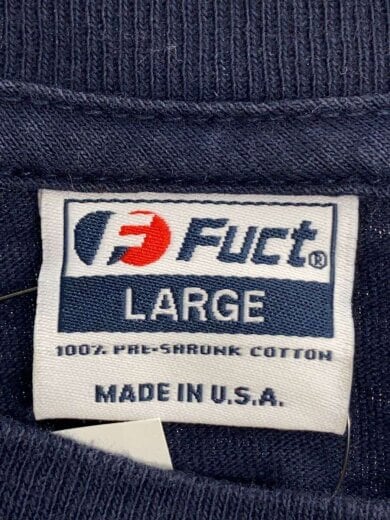 F Fuct®
LARGE
100% PRE-SHRUNK COTTON
MADE IN U.S.A.